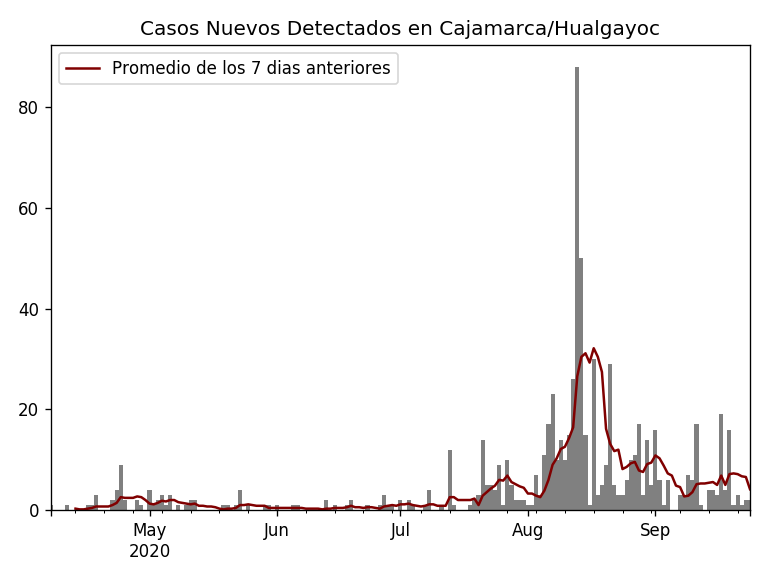 Casos Nuevos Detectados en Cajamarca/Hualgayoc
Promedio de los 7 dias anteriores
80
60
40
20
0
May Jun Jul Aug Sep
2020